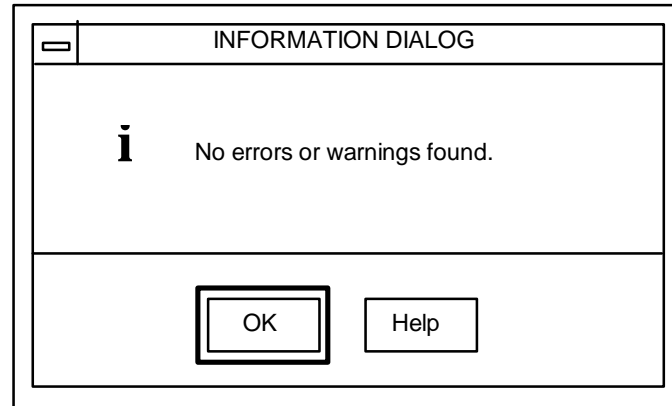 INFORMATION DIALOG
i
No errors or warnings found.
OK
Help